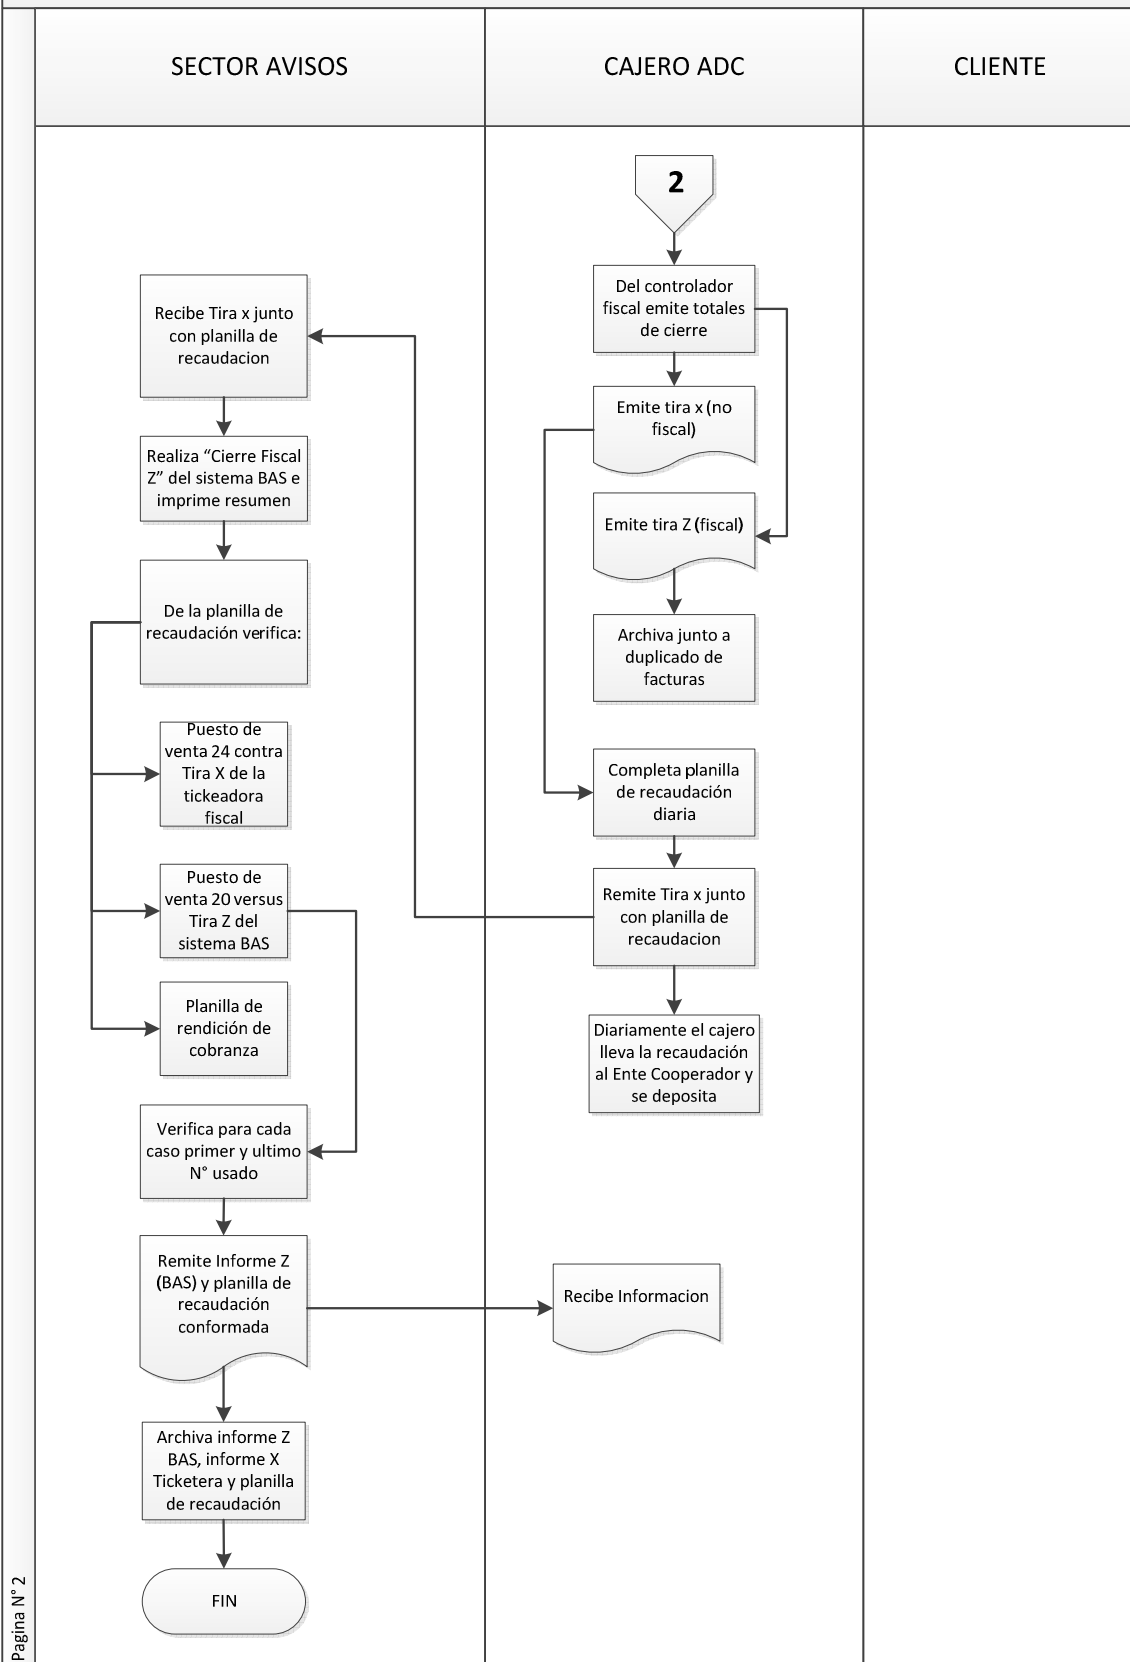 SECTOR AVISOS
CAJERO ADC
CLIENTE
2
Del controlador
fiscal emite totales
de cierre
Emite tira x (no
fiscal)
Emite tira Z (fiscal)
Archiva junto a
duplicado de
facturas
Completa planilla
de recaudación
diaria
Remite Tira x junto
con planilla de
recaudacion
Diariamente el cajero
lleva la recaudación
al Ente Cooperador y
se deposita
Recibe Tira x junto
con planilla de
recaudacion
Realiza “Cierre Fiscal
Z” del sistema BAS e
imprime resumen
De la planilla de
recaudación verifica:
Puesto de
venta 24 contra
Tira X de la
tickeadora
fiscal
Puesto de
venta 20 versus
Tira Z del
sistema BAS
Planilla de
rendición de
cobranza
Verifica para cada
caso primer y ultimo
N° usado
Remite Informe Z
(BAS) y planilla de
recaudación
conformada
Recibe Informacion
Archiva informe Z
BAS, informe X
Ticketera y planilla
de recaudación
FIN
Pagina N° 2